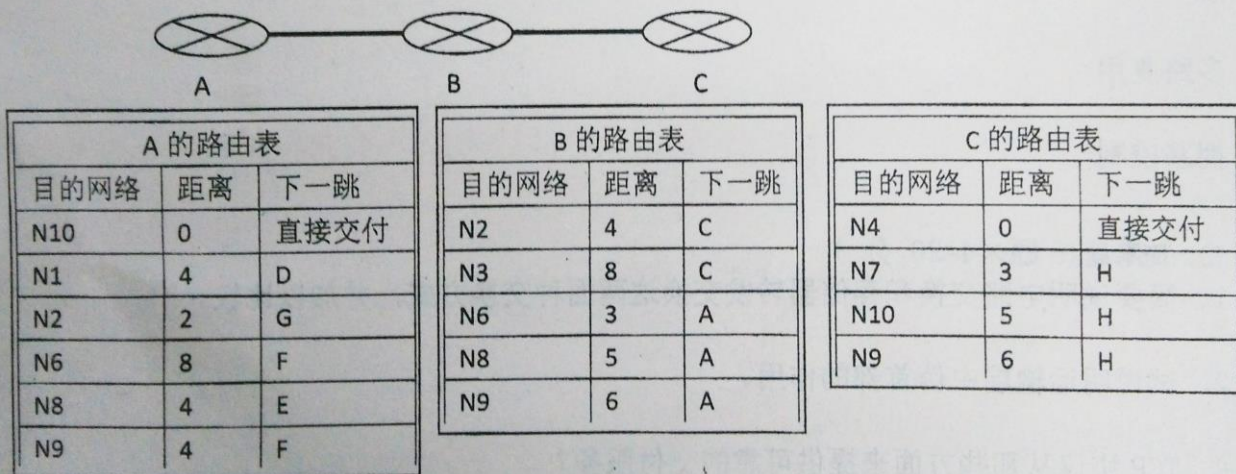 A B C
A 的路由表
目的网络 距离 下一跳
N10 0 直接交付
N1 4 D
N2 2 G
N6 8 F
N8 4 E
N9 4 F
B 的路由表
目的网络 距离 下一跳
N2 4 C
N3 8 C
N6 3 A
N8 5 A
N9 6 A
C 的路由表
目的网络 距离 下一跳
N4 0 直接交付
N7 3 H
N10 5 H
N9 6 H